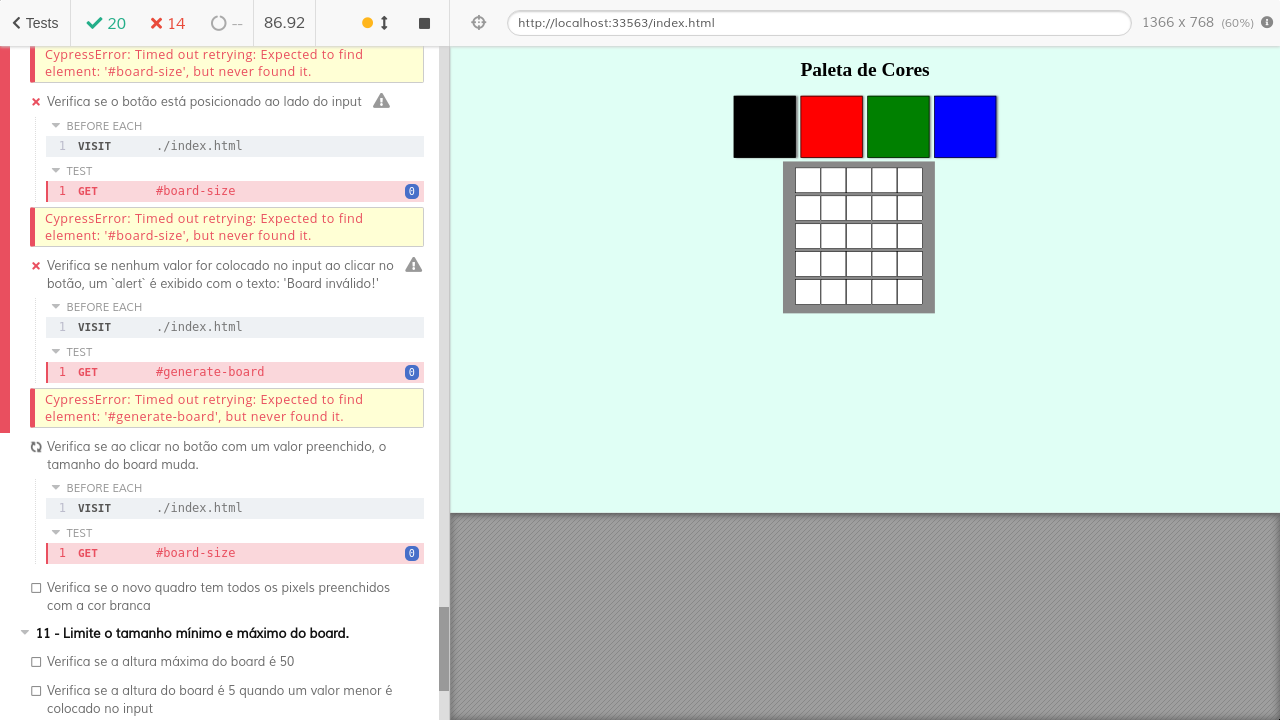 Tests 20 14 -- 86.92 http://localhost:33563/index.html 1366 x 768 (60%)
CypressError: Timed out retrying: Expected to find
element: '#board-size', but never found it.
Verifica se o botão está posicionado ao lado do input
BEFORE EACH
1 VISIT ./index.html
TEST
1 GET #board-size 0
CypressError: Timed out retrying: Expected to find
element: '#board-size', but never found it.
Verifica se nenhum valor for colocado no input ao clicar no
botão, um `alert` é exibido com o texto: 'Board inválido!'
BEFORE EACH
1 VISIT ./index.html
TEST
1 GET #generate-board 0
CypressError: Timed out retrying: Expected to find
element: '#generate-board', but never found it.
Verifica se ao clicar no botão com um valor preenchido, o
tamanho do board muda.
BEFORE EACH
1 VISIT ./index.html
TEST
1 GET #board-size 0
Verifica se o novo quadro tem todos os pixels preenchidos
com a cor branca
11 - Limite o tamanho mínimo e máximo do board.
Verifica se a altura máxima do board é 50
Verifica se a altura do board é 5 quando um valor menor é
colocado no input
Paleta de Cores